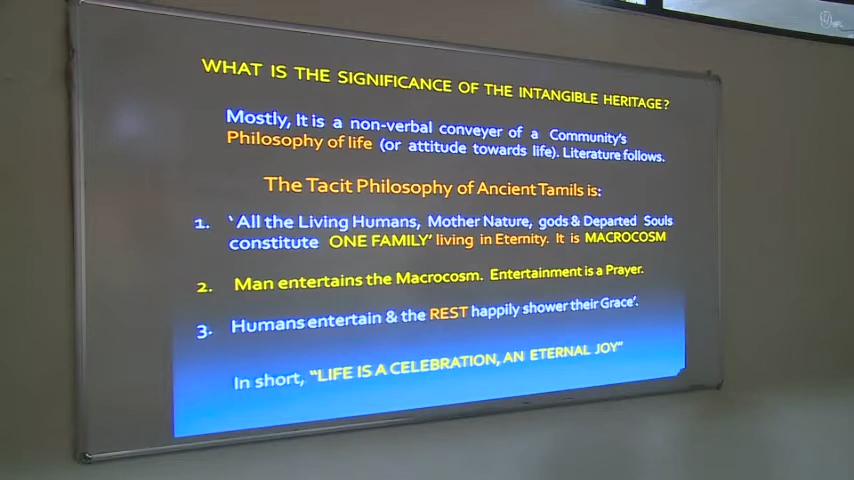 WHAT IS THE SIGNIFICANCE OF THE INTANGIBLE HERITAGE?
Mostly, It is a non-verbal conveyer of a Community's
Philosophy of life (or attitude towards life). Literature follows.
The Tacit Philosophy of Ancient Tamils is:
1. 'All the Living Humans, Mother Nature, gods & Departed Souls
constitute ONE FAMILY' living in Eternity. It is MACROCOSM
2. Man entertains the Macrocosm. Entertainment is a Prayer.
3. Humans entertain & the REST happily shower their Grace'.
In short, "LIFE IS A CELEBRATION, AN ETERNAL JOY"